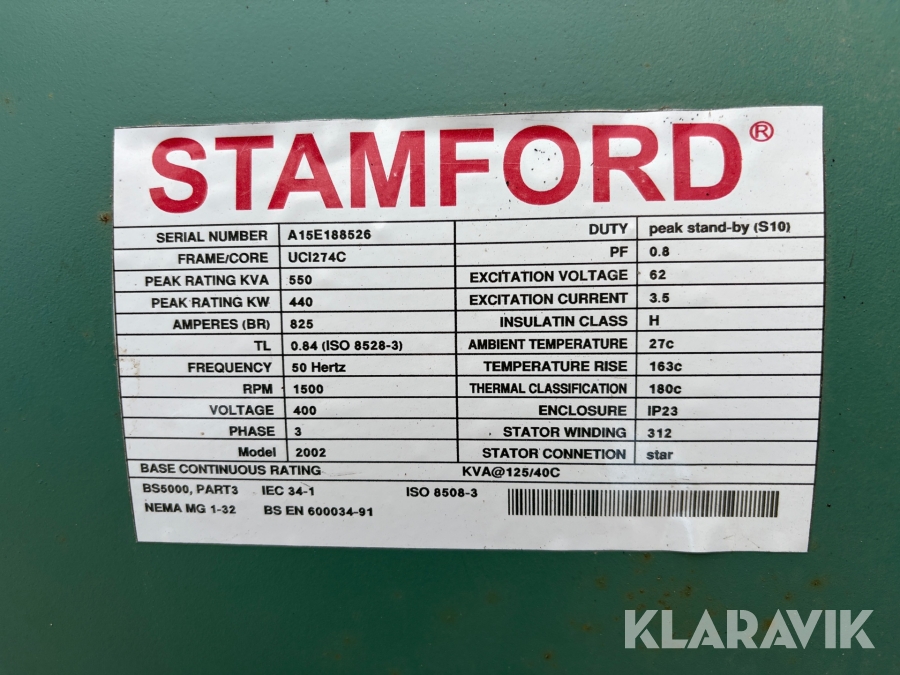 STAMFORD®
SERIAL NUMBER A15E188526 DUTY peak stand-by (S10)
FRAME/CORE UCI274C PF 0.8
PEAK RATING KVA 550 EXCITATION VOLTAGE 62
PEAK RATING KW 440 EXCITATION CURRENT 3.5
AMPERES (BR) 825 INSULATIN CLASS H
TL 0.84 (ISO 8528-3) AMBIENT TEMPERATURE 27c
FREQUENCY 50 Hertz TEMPERATURE RISE 163c
RPM 1500 THERMAL CLASSIFICATION 180c
VOLTAGE 400 ENCLOSURE IP23
PHASE 3 STATOR WINDING 312
Model 2002 STATOR CONNETION star
BASE CONTINUOUS RATING KVA@125/40C
BS5000, PART3 IEC 34-1 ISO 8508-3
NEMA MG 1-32 BS EN 600034-91
KLARAVIK